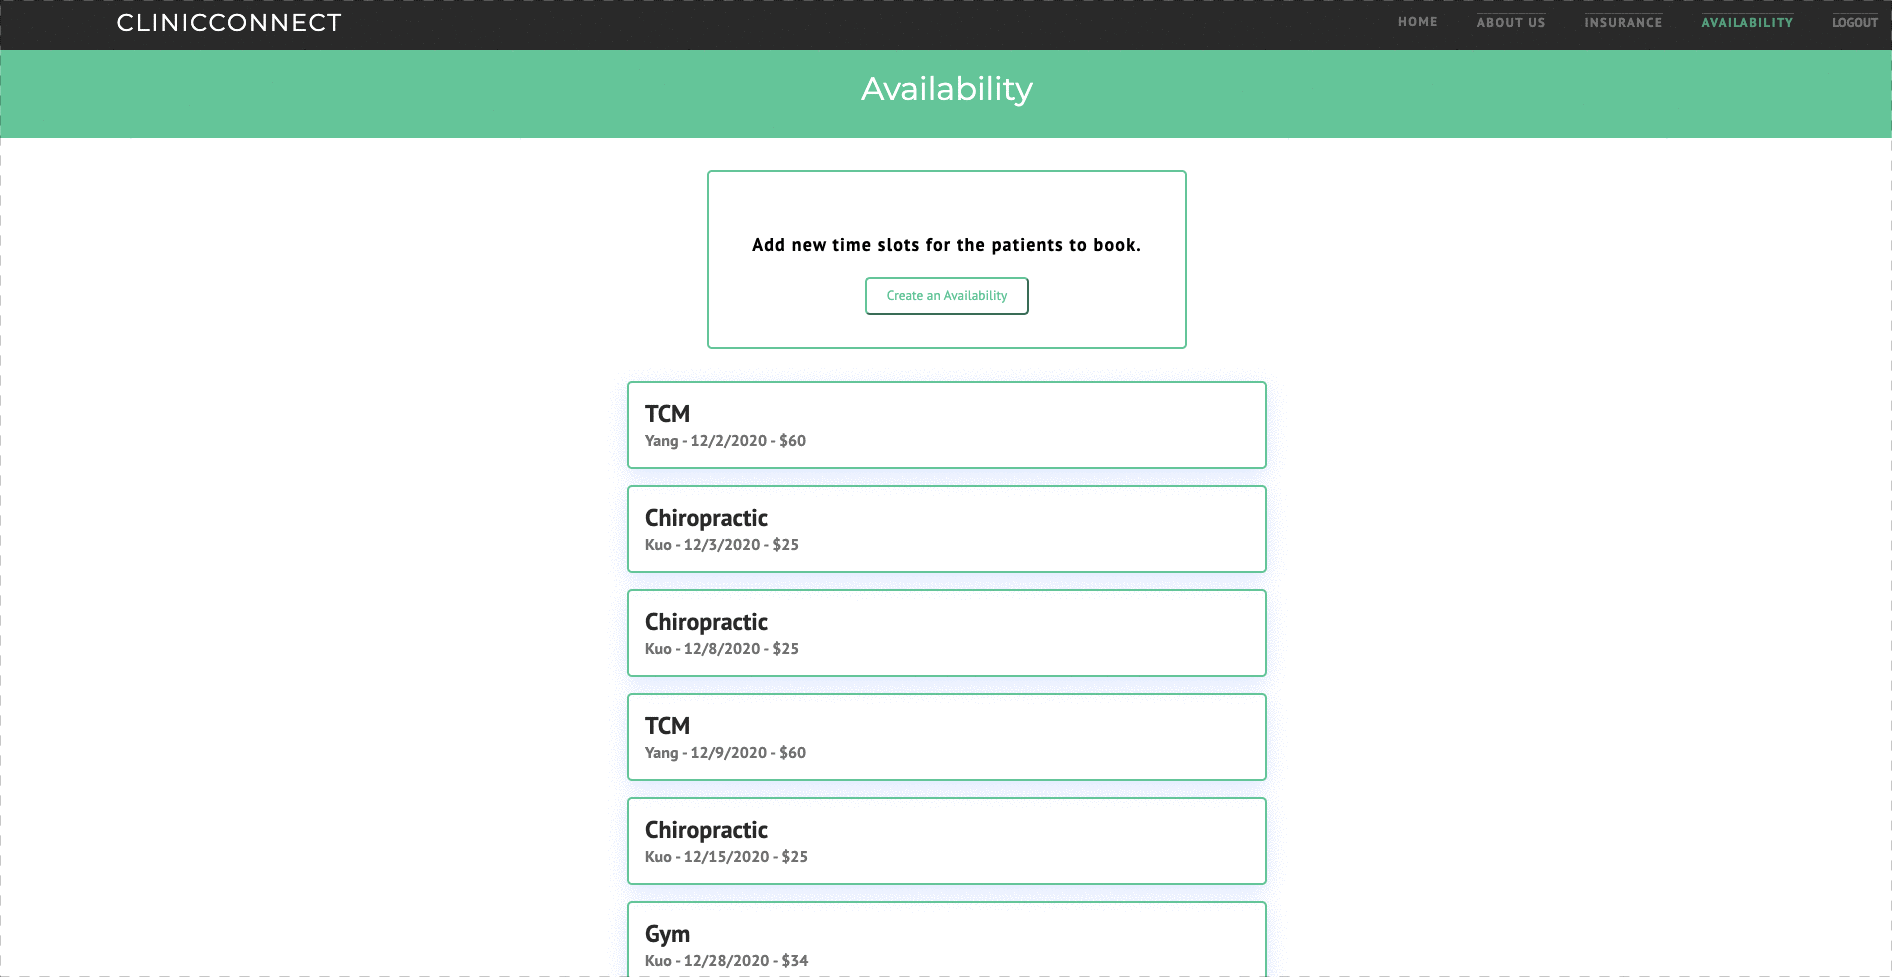 CLINICCONNECT
HOME ABOUT US INSURANCE AVAILABILITY LOGOUT
Availability
Add new time slots for the patients to book.
Create an Availability
TCM
Yang - 12/2/2020 - $60
Chiropractic
Kuo - 12/3/2020 - $25
Chiropractic
Kuo - 12/8/2020 - $25
TCM
Yang - 12/9/2020 - $60
Chiropractic
Kuo - 12/15/2020 - $25
Gym
Kuo - 12/28/2020 - $34